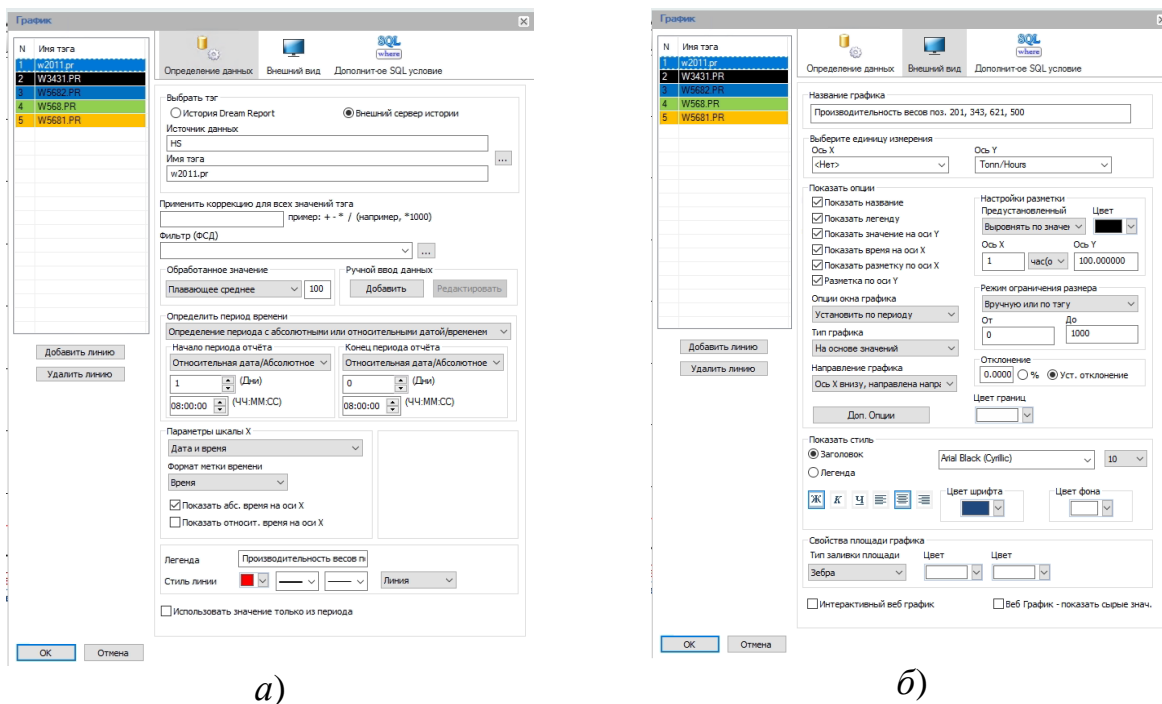 График
N Имя тэга
1 w2011.pr
2 W3431.PR
3 W5682.PR
4 W568.PR
5 W5681.PR
Добавить линию
Удалить линию
SQL
where
Определение данных Внешний вид Дополнит-ое SQL условие
Выбрать тэг
История Dream Report Внешний сервер истории
Источник данных
HS
Имя тэга
...
w2011.pr
Применить коррекцию для всех значений тэга
пример: + - * / (например, *1000)
Фильтр (ФСД)
...
Обработанное значение Ручной ввод данных
Плавающее среднее 100 Добавить Редактировать
Определить период времени
Определение периода с абсолютными или относительными датой/временем
Начало периода отчёта Конец периода отчёта
Относительная дата/Абсолютное Относительная дата/Абсолютное
1 (Дни) 0 (Дни)
08:00:00 (ЧЧ:ММ:СС) 08:00:00 (ЧЧ:ММ:СС)
Параметры шкалы X
Дата и время
Формат метки времени
Время
Показать абс. время на оси X
Показать относит. время на оси X
Легенда Производительность весов п
Стиль линии Линия
Использовать значение только из периода
OK Отмена
а)
График
N Имя тэга
1 w2011.pr
2 W3431.PR
3 W5682.PR
4 W568.PR
5 W5681.PR
Добавить линию
Удалить линию
SQL
where
Определение данных Внешний вид Дополнит-ое SQL условие
Название графика
Производительность весов поз. 201, 343, 621, 500
Выберите единицу измерения
Ось X Ось Y
<Нет> Tonn/Hours
Показать опции
Показать название
Показать легенду
Показать значение на оси Y
Показать время на оси X
Показать разметку по оси X
Разметка по оси Y
Опции окна графика
Установить по периоду
Тип графика
На основе значений
Направление графика
Ось X внизу, направлена напра
Доп. Опции
Настройки разметки
Предустановленный Цвет
Выровнять по значен
Ось X Ось Y
1 час(о 100.000000
Режим ограничения размера
Вручную или по тэгу
От До
0 1000
Отклонение
0.0000 % Уст. отклонение
Цвет границ
Показать стиль
Заголовок Arial Black (Cyrillic) 10
Легенда
Ж К Ч Цвет шрифта Цвет фона
Свойства площади графика
Тип заливки площади Цвет Цвет
Зебра
Интерактивный веб график Веб График - показать сырые знач.
OK Отмена
б)